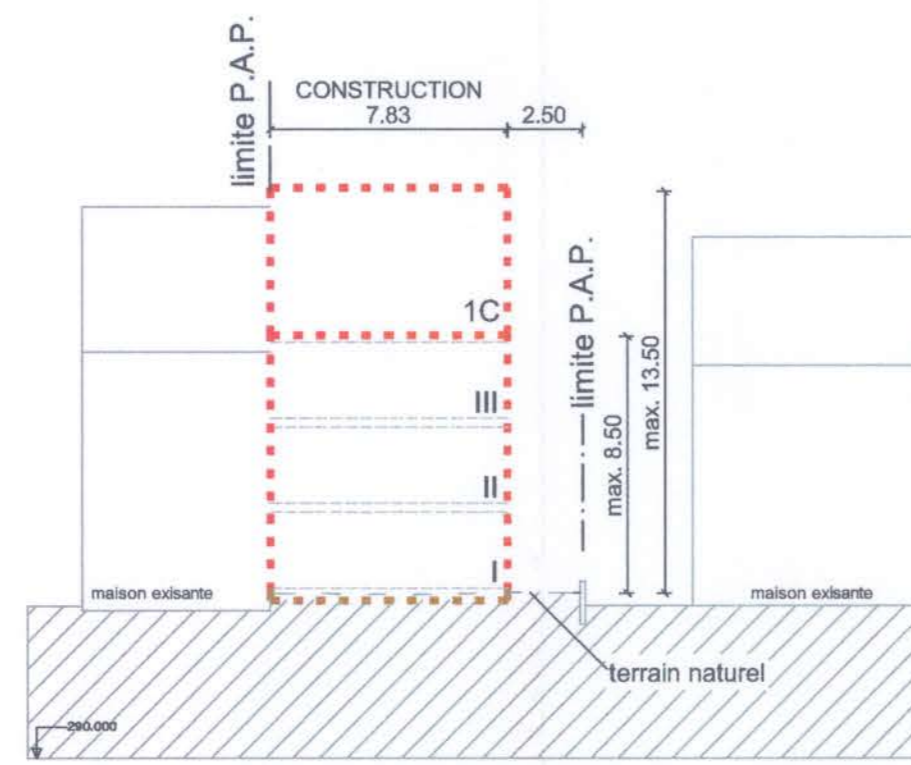 limite P.A.P.
CONSTRUCTION
7.83
2.50
1C
limite P.A.P.
III
max. 8.50
max. 13.50
II
I
maison exisante
maison exisante
terrain naturel
290.000